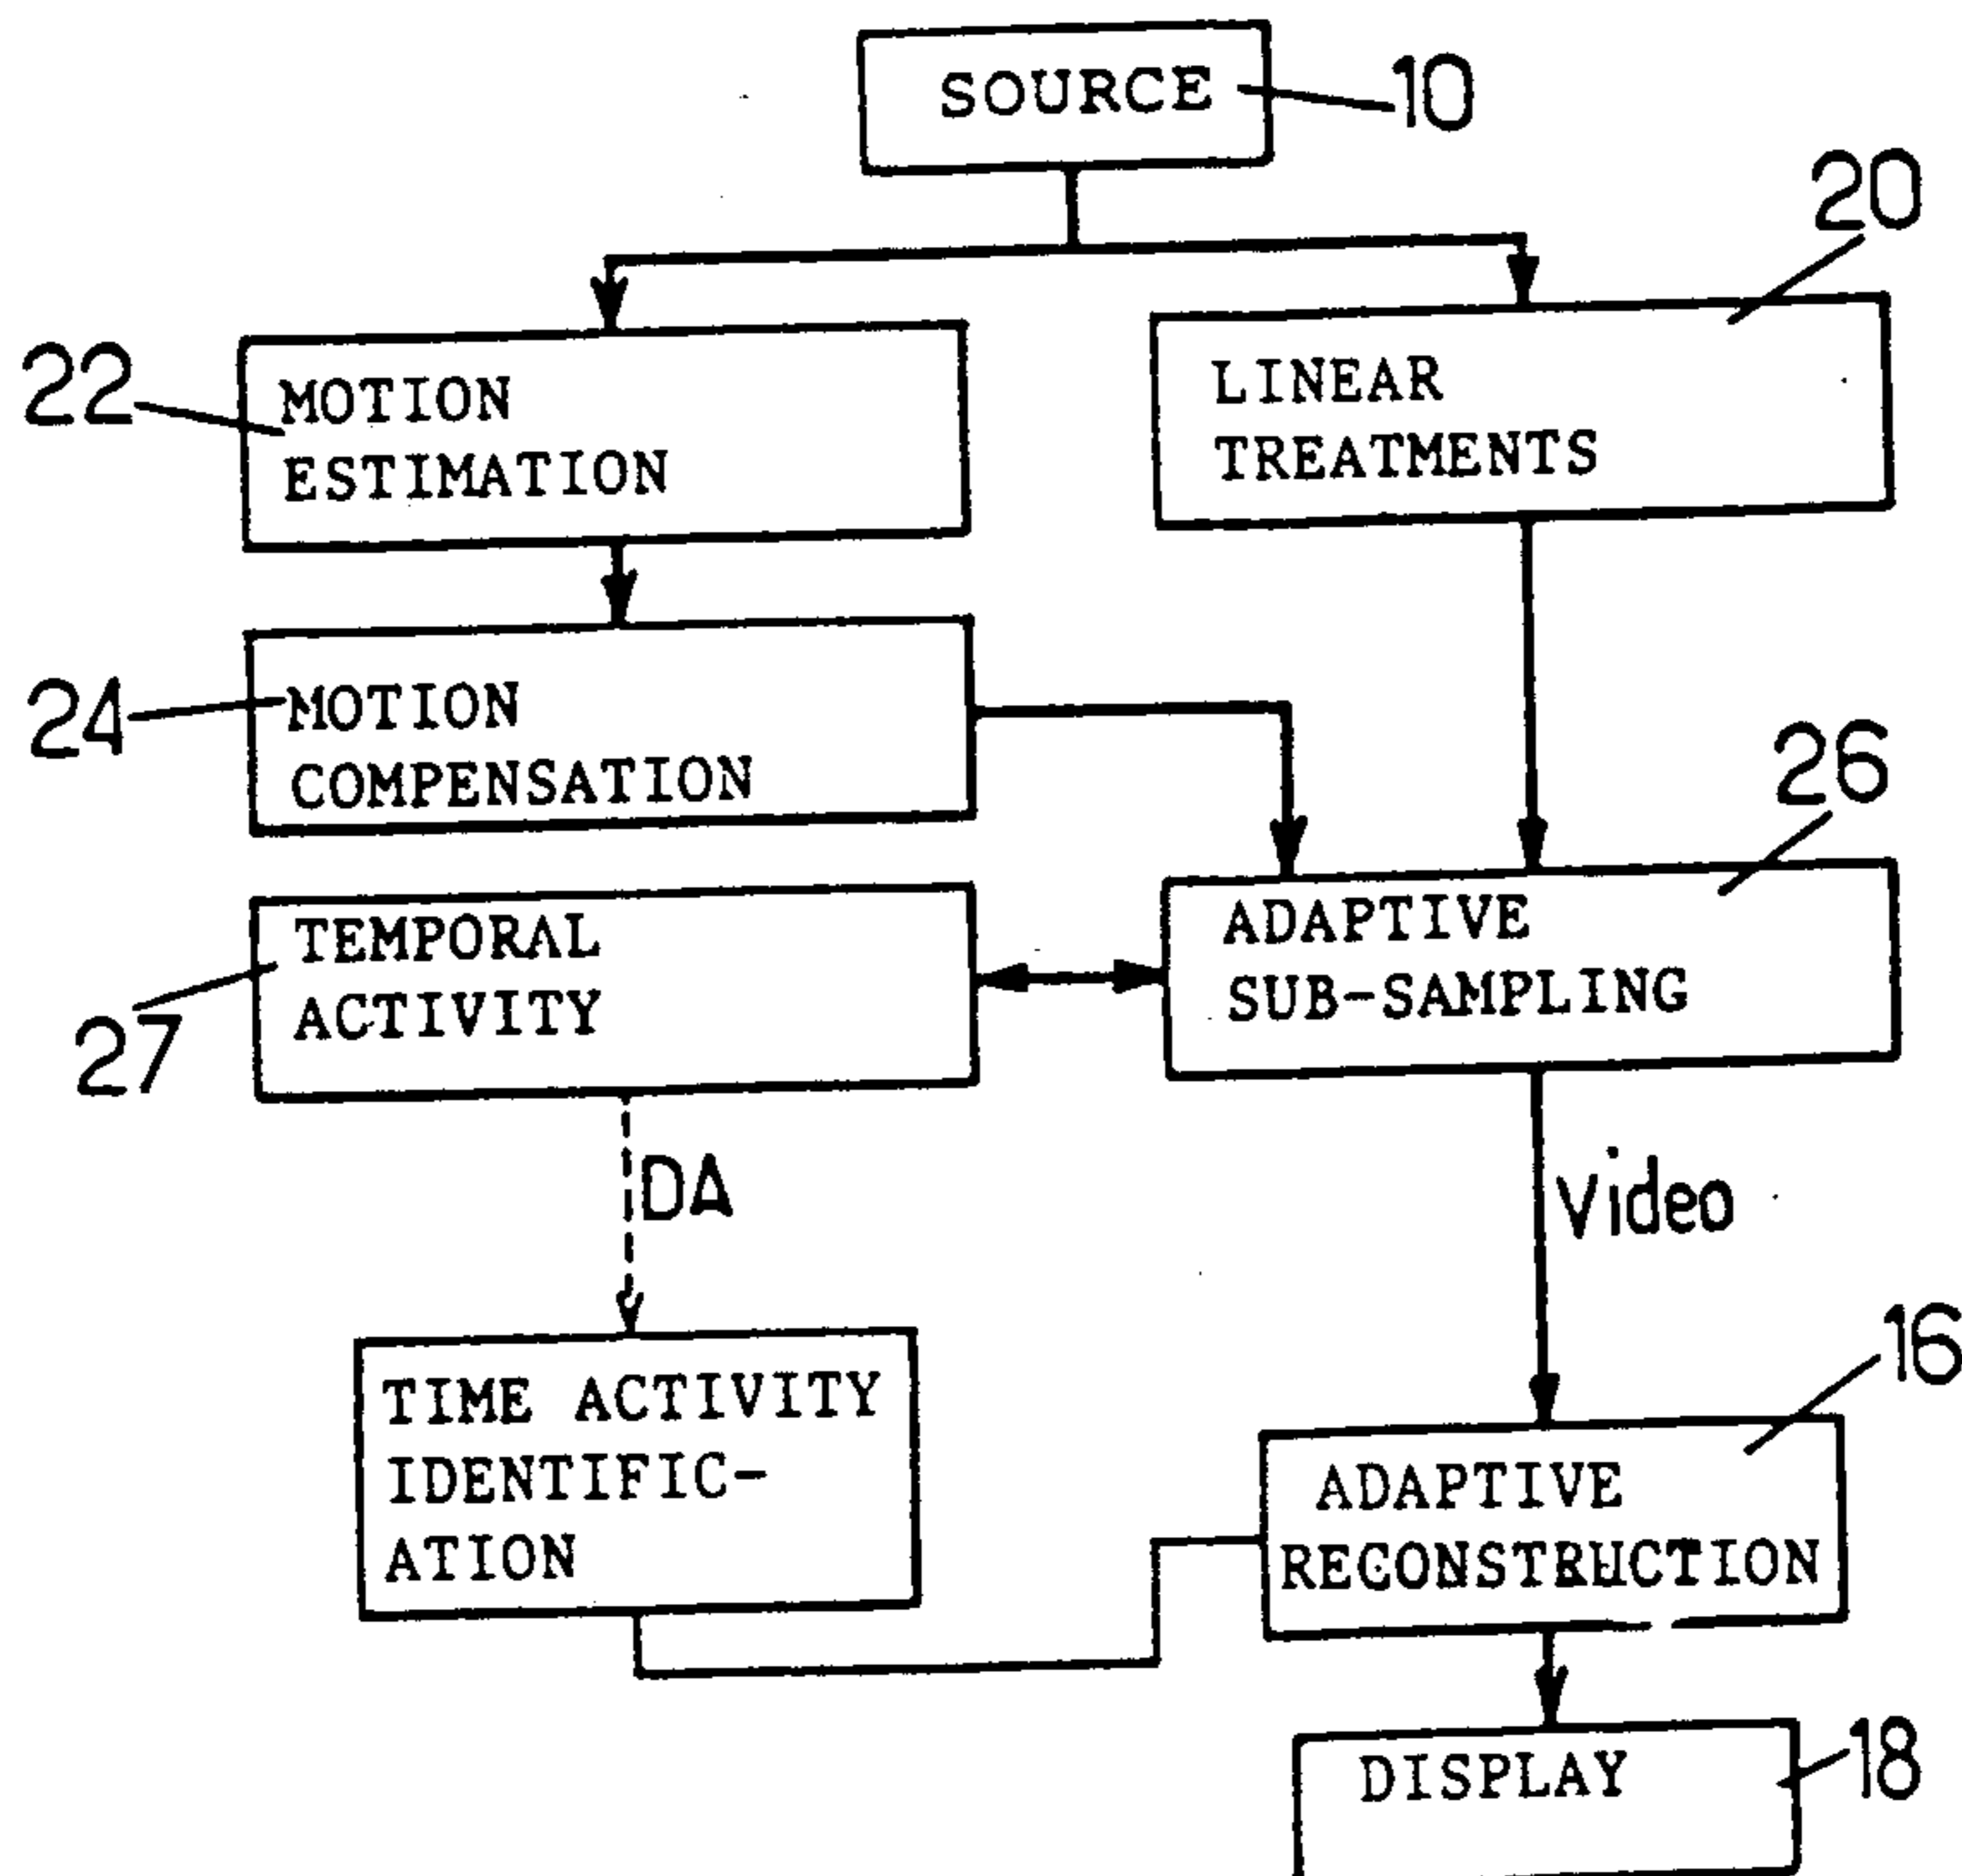 SOURCE
10
20
22
MOTION
ESTIMATION
LINEAR
TREATMENTS
24
MOTION
COMPENSATION
26
TEMPORAL
ACTIVITY
27
ADAPTIVE
SUB-SAMPLING
DA
Video
16
TIME ACTIVITY
IDENTIFIC-
ATION
ADAPTIVE
RECONSTRUCTION
DISPLAY
18